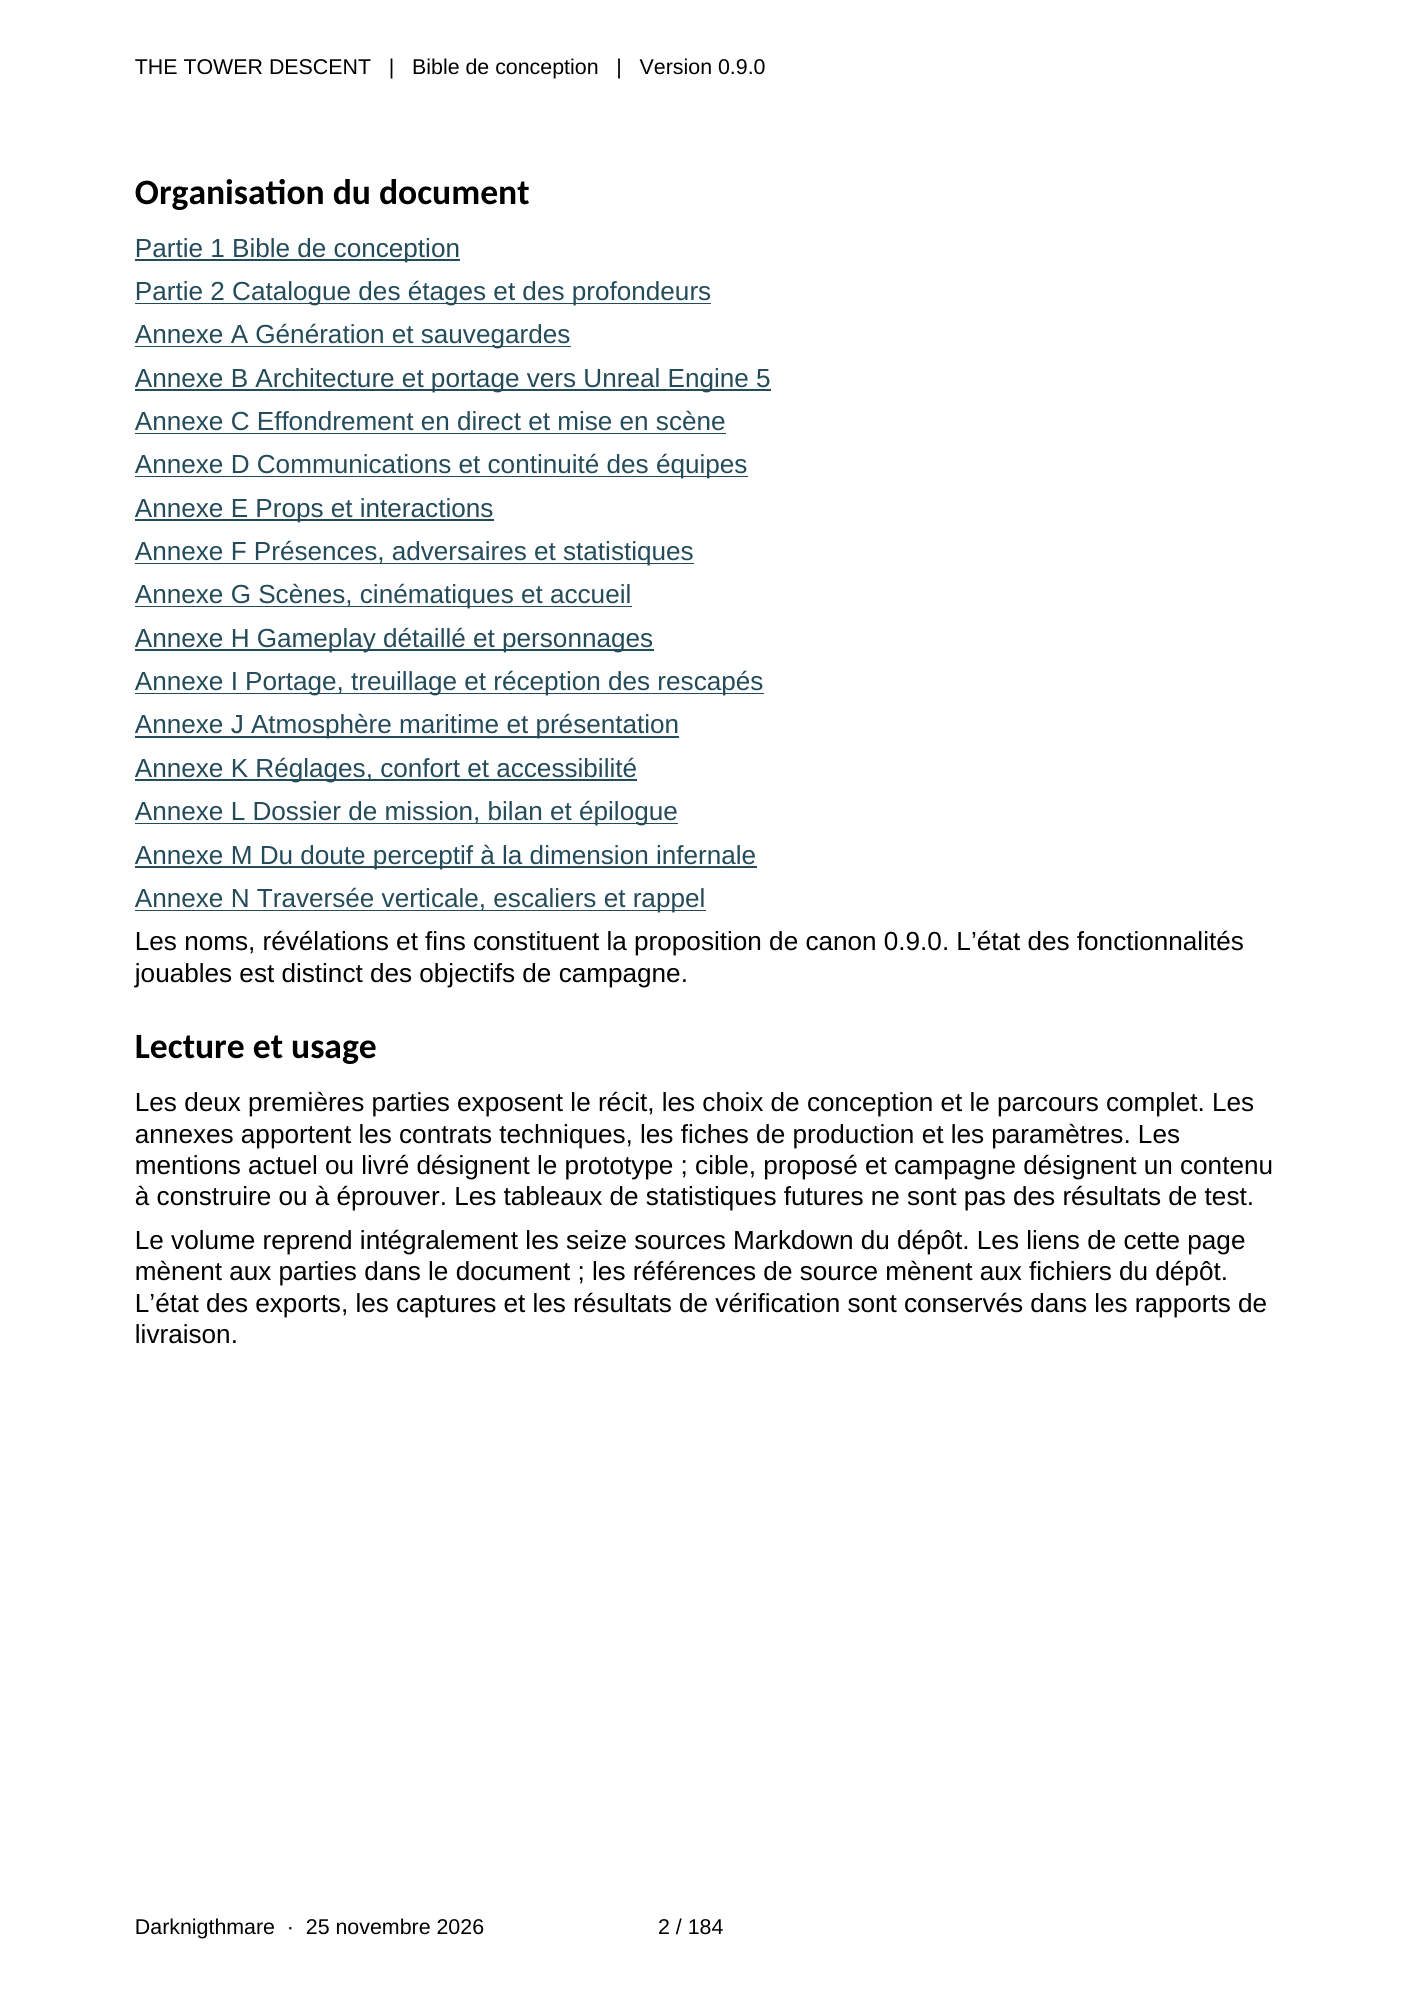 THE TOWER DESCENT | Bible de conception | Version 0.9.0
Organisation du document
Partie 1 Bible de conception
Partie 2 Catalogue des étages et des profondeurs
Annexe A Génération et sauvegardes
Annexe B Architecture et portage vers Unreal Engine 5
Annexe C Effondrement en direct et mise en scène
Annexe D Communications et continuité des équipes
Annexe E Props et interactions
Annexe F Présences, adversaires et statistiques
Annexe G Scènes, cinématiques et accueil
Annexe H Gameplay détaillé et personnages
Annexe I Portage, treuillage et réception des rescapés
Annexe J Atmosphère maritime et présentation
Annexe K Réglages, confort et accessibilité
Annexe L Dossier de mission, bilan et épilogue
Annexe M Du doute perceptif à la dimension infernale
Annexe N Traversée verticale, escaliers et rappel
Les noms, révélations et fins constituent la proposition de canon 0.9.0. L’état des fonctionnalités
jouables est distinct des objectifs de campagne.
Lecture et usage
Les deux premières parties exposent le récit, les choix de conception et le parcours complet. Les
annexes apportent les contrats techniques, les fiches de production et les paramètres. Les
mentions actuel ou livré désignent le prototype ; cible, proposé et campagne désignent un contenu
à construire ou à éprouver. Les tableaux de statistiques futures ne sont pas des résultats de test.
Le volume reprend intégralement les seize sources Markdown du dépôt. Les liens de cette page
mènent aux parties dans le document ; les références de source mènent aux fichiers du dépôt.
L’état des exports, les captures et les résultats de vérification sont conservés dans les rapports de
livraison.
Darknigthmare · 25 novembre 2026 2 / 184